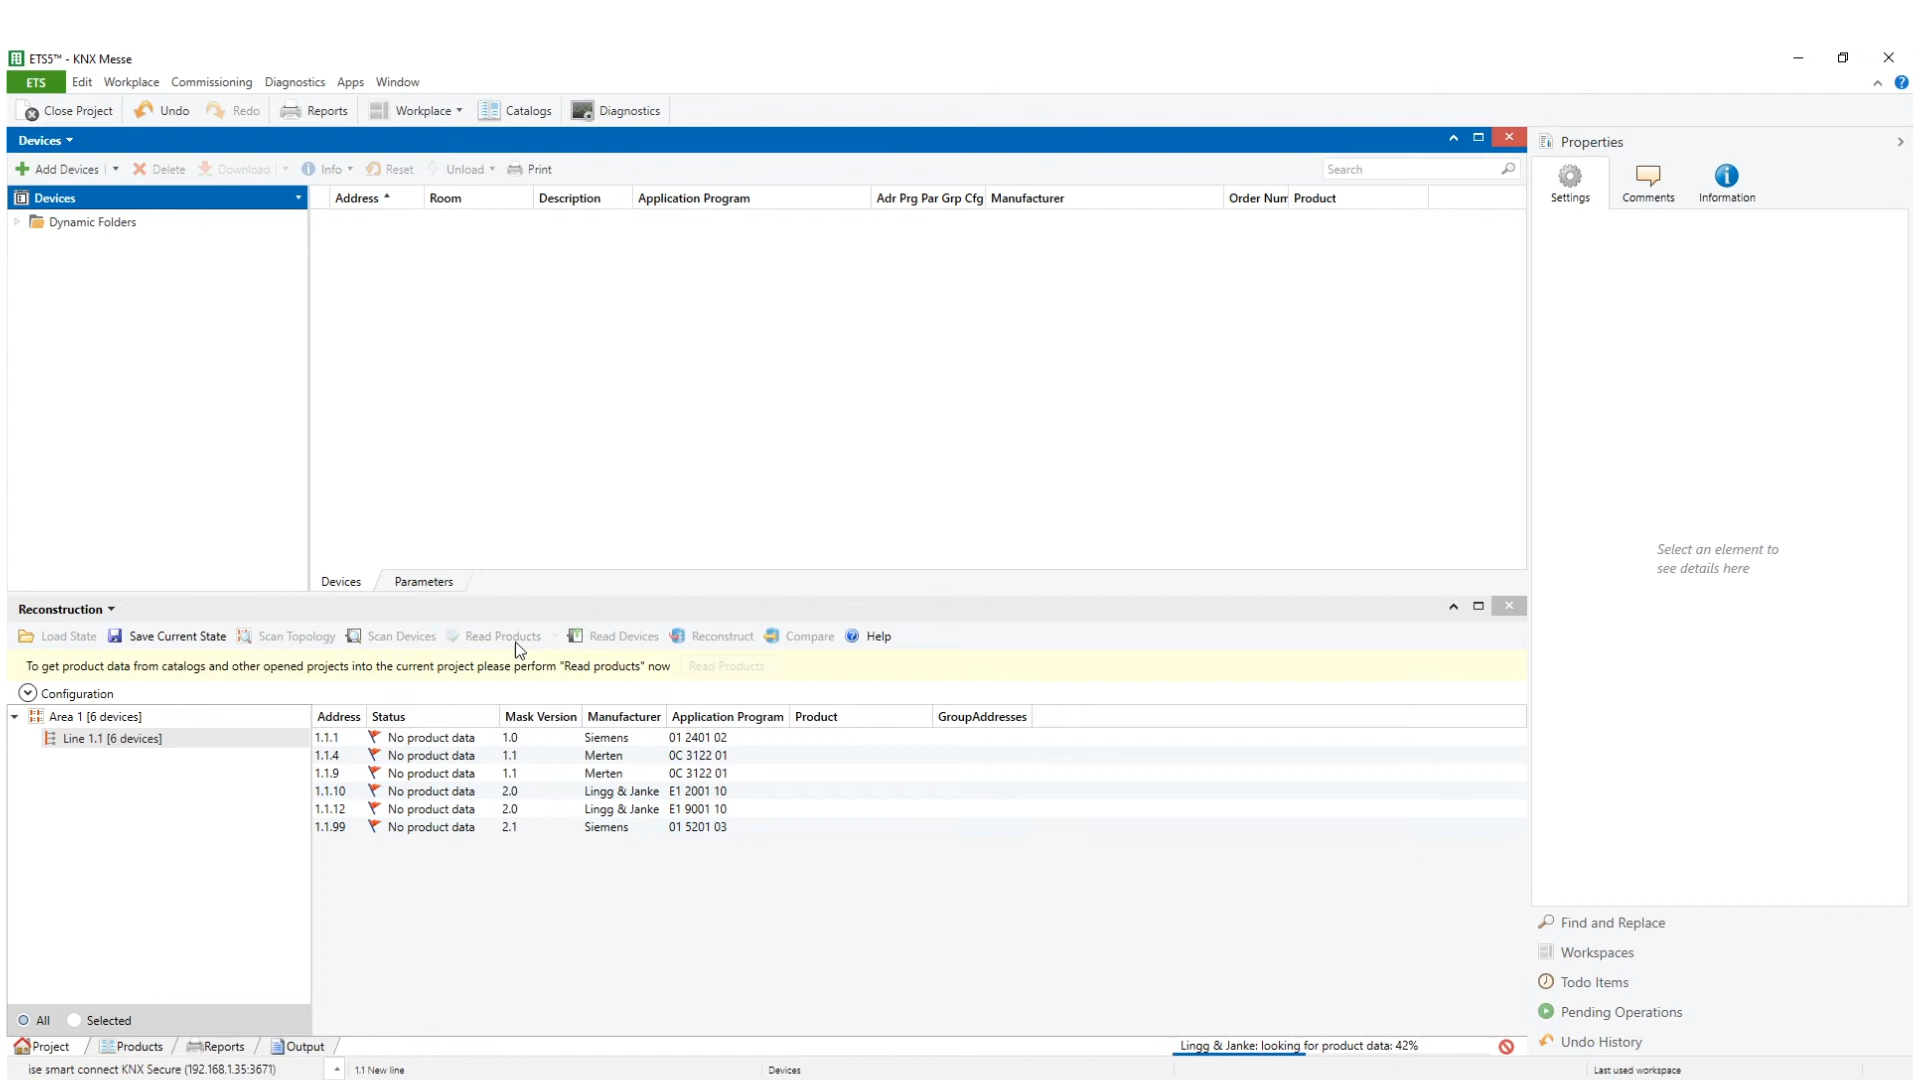 ETS5™ - KNX Messe
ETS Edit Workplace Commissioning Diagnostics Apps Window
Close Project Undo Redo Reports Workplace Catalogs Diagnostics
Devices
Add Devices Delete Download Info Reset Unload Print Search
Devices
Dynamic Folders
Address Room Description Application Program Adr Prg Par Grp Cfg Manufacturer Order Num Product
Devices Parameters
Properties
Settings Comments Information
Select an element to
see details here
Reconstruction
Load State Save Current State Scan Topology Scan Devices Read Products Read Devices Reconstruct Compare Help
To get product data from catalogs and other opened projects into the current project please perform "Read products" now Read Products
Configuration
Area 1 [6 devices]
Line 1.1 [6 devices]
Address Status Mask Version Manufacturer Application Program Product GroupAddresses
1.1.1 No product data 1.0 Siemens 01 2401 02
1.1.4 No product data 1.1 Merten 0C 3122 01
1.1.9 No product data 1.1 Merten 0C 3122 01
1.1.10 No product data 2.0 Lingg & Janke E1 2001 10
1.1.12 No product data 2.0 Lingg & Janke E1 9001 10
1.1.99 No product data 2.1 Siemens 01 5201 03
All Selected
Find and Replace
Workspaces
Todo Items
Pending Operations
Undo History
Project Products Reports Output Lingg & Janke: looking for product data: 42%
ise smart connect KNX Secure (192.168.1.35:3671) 1.1 New line Devices Last used workspace